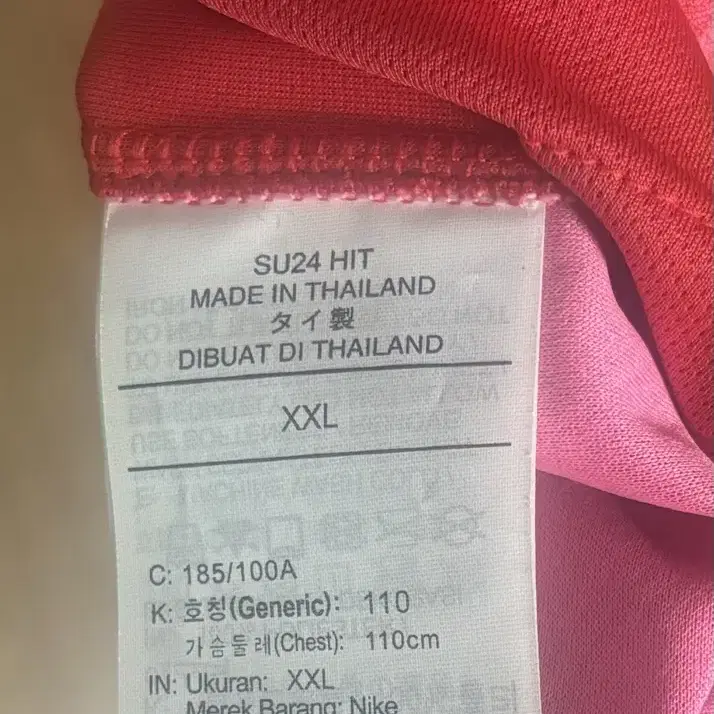 SU24 HIT
MADE IN THAILAND
タイ製
DIBUAT DI THAILAND
XXL
C: 185/100A
K: 호칭(Generic): 110
가슴둘레(Chest): 110cm
IN: Ukuran: XXL
Merek Barang: Nike